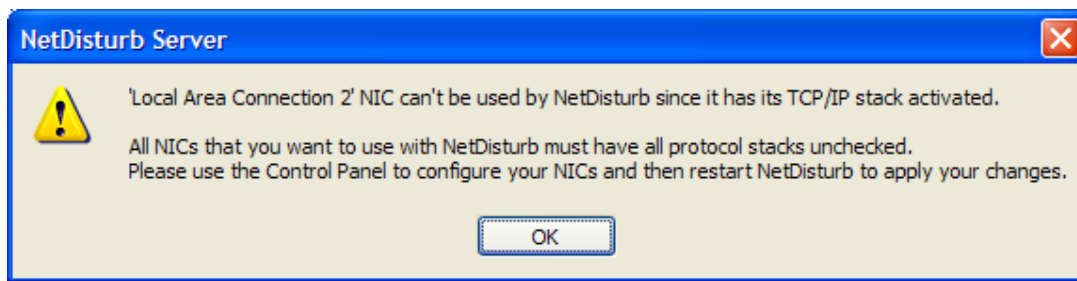 NetDisturb Server
'Local Area Connection 2' NIC can't be used by NetDisturb since it has its TCP/IP stack activated.
All NICs that you want to use with NetDisturb must have all protocol stacks unchecked.
Please use the Control Panel to configure your NICs and then restart NetDisturb to apply your changes.
OK